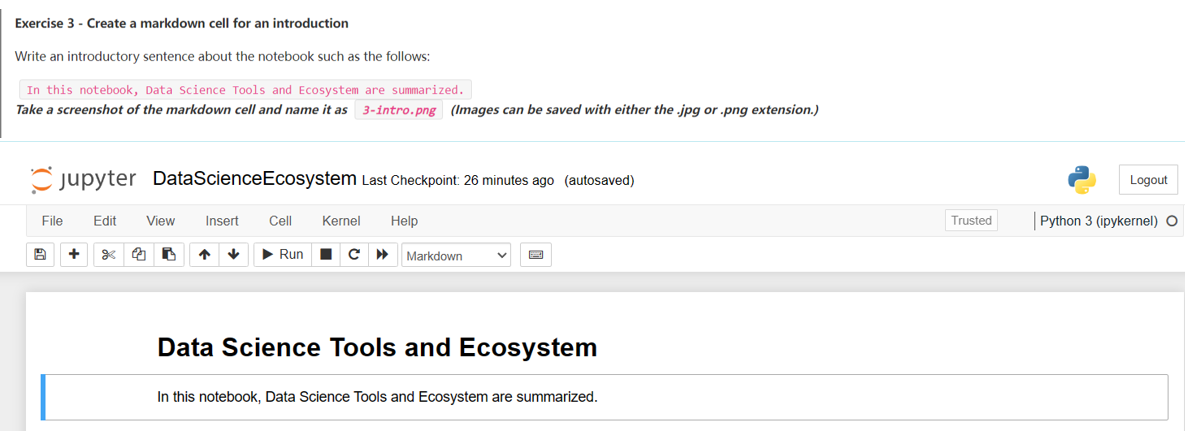 Exercise 3 - Create a markdown cell for an introduction
Write an introductory sentence about the notebook such as the follows:
In this notebook, Data Science Tools and Ecosystem are summarized.
Take a screenshot of the markdown cell and name it as 3-intro.png (Images can be saved with either the .jpg or .png extension.)
jupyter DataScienceEcosystem Last Checkpoint: 26 minutes ago (autosaved) Logout
File Edit View Insert Cell Kernel Help Trusted Python 3 (ipykernel)
Run Markdown
Data Science Tools and Ecosystem
In this notebook, Data Science Tools and Ecosystem are summarized.